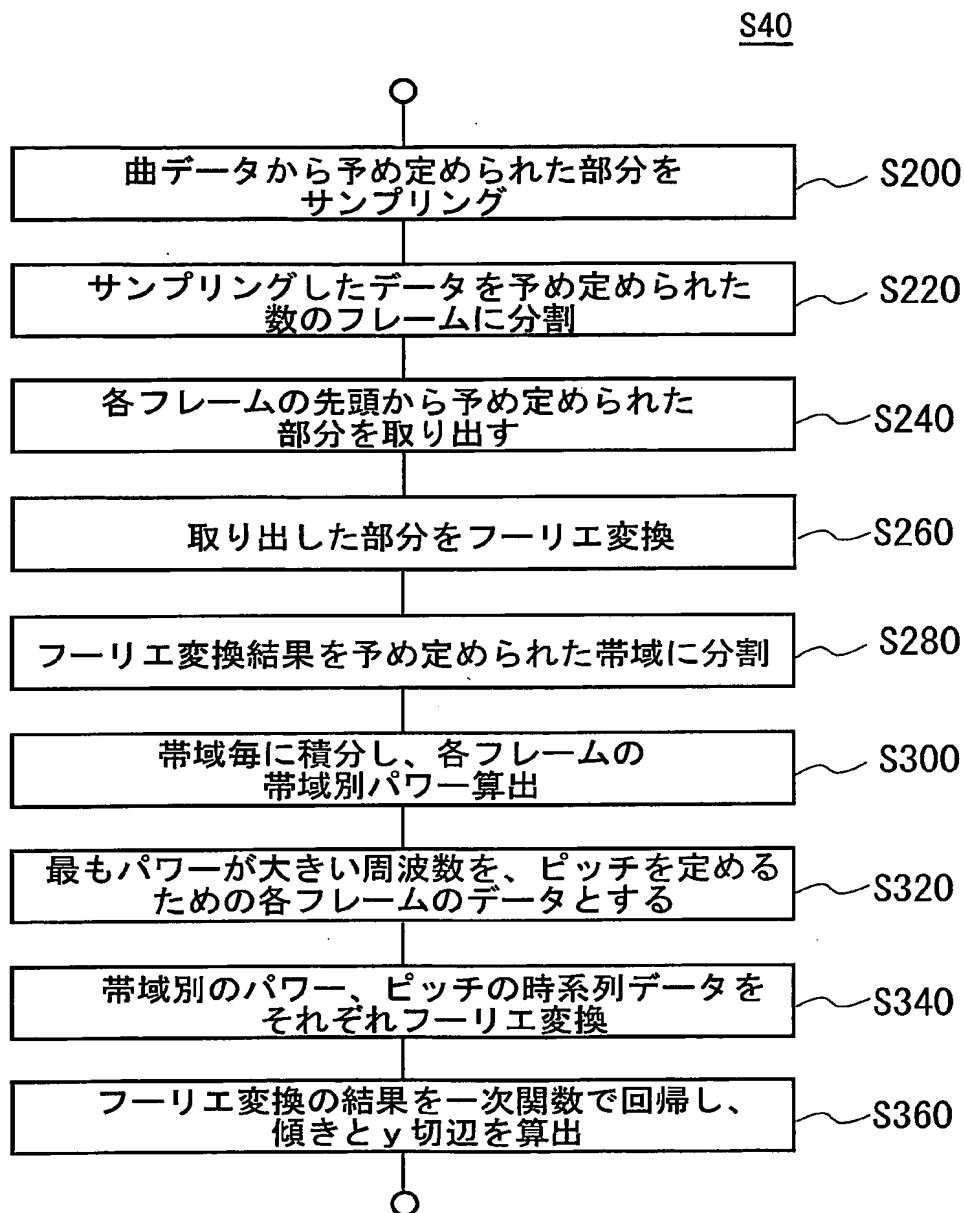 S40
曲データから予め定められた部分を
サンプリング
S200
サンプリングしたデータを予め定められた
数のフレームに分割
S220
各フレームの先頭から予め定められた
部分を取り出す
S240
取り出した部分をフーリエ変換
S260
フーリエ変換結果を予め定められた帯域に分割
S280
帯域毎に積分し、各フレームの
帯域別パワー算出
S300
最もパワーが大きい周波数を、ピッチを定める
ための各フレームのデータとする
S320
帯域別のパワー、ピッチの時系列データを
それぞれフーリエ変換
S340
フーリエ変換の結果を一次関数で回帰し、
傾きとy切辺を算出
S360